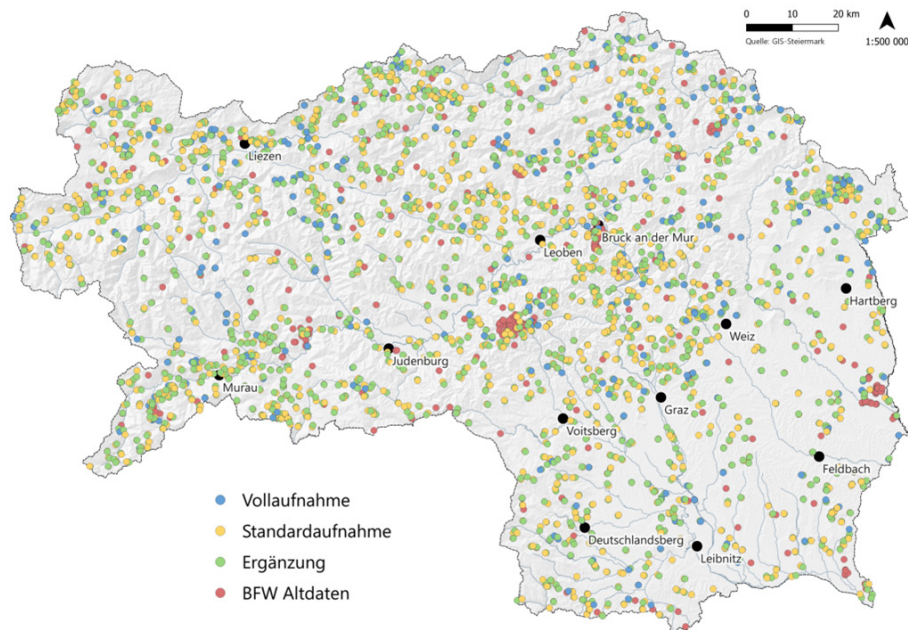 0 10 20 km
Quelle: GIS-Steiermark
1:500 000
Liezen
Bruck an der Mur
Leoben
Hartberg
Weiz
Judenburg
Murau
Graz
Voitsberg
Feldbach
Vollaufnahme
Standardaufnahme
Deutschlandsberg
Leibnitz
Ergänzung
BFW Altdaten